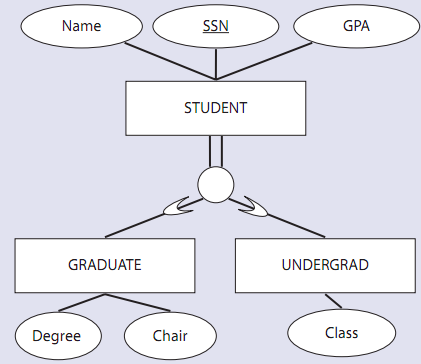 Name
SSN
GPA
STUDENT
GRADUATE
UNDERGRAD
Degree
Chair
Class